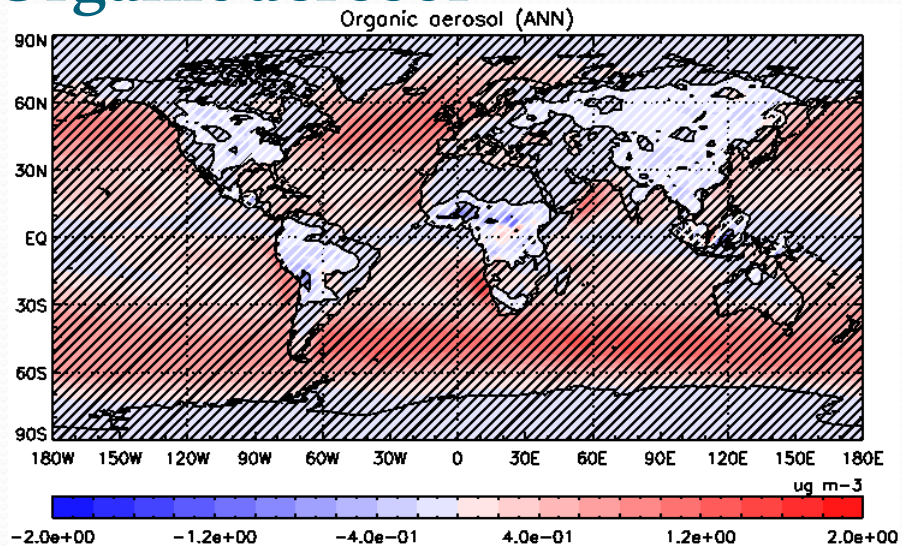 Organic aerosol
Organic aerosol (ANN)
90N
60N
30N
EQ
30S
60S
90S
180W 150W 120W 90W 60W 30W 0 30E 60E 90E 120E 150E 180E
ug m-3
-2.0e+00 -1.2e+00 -4.0e-01 4.0e-01 1.2e+00 2.0e+00